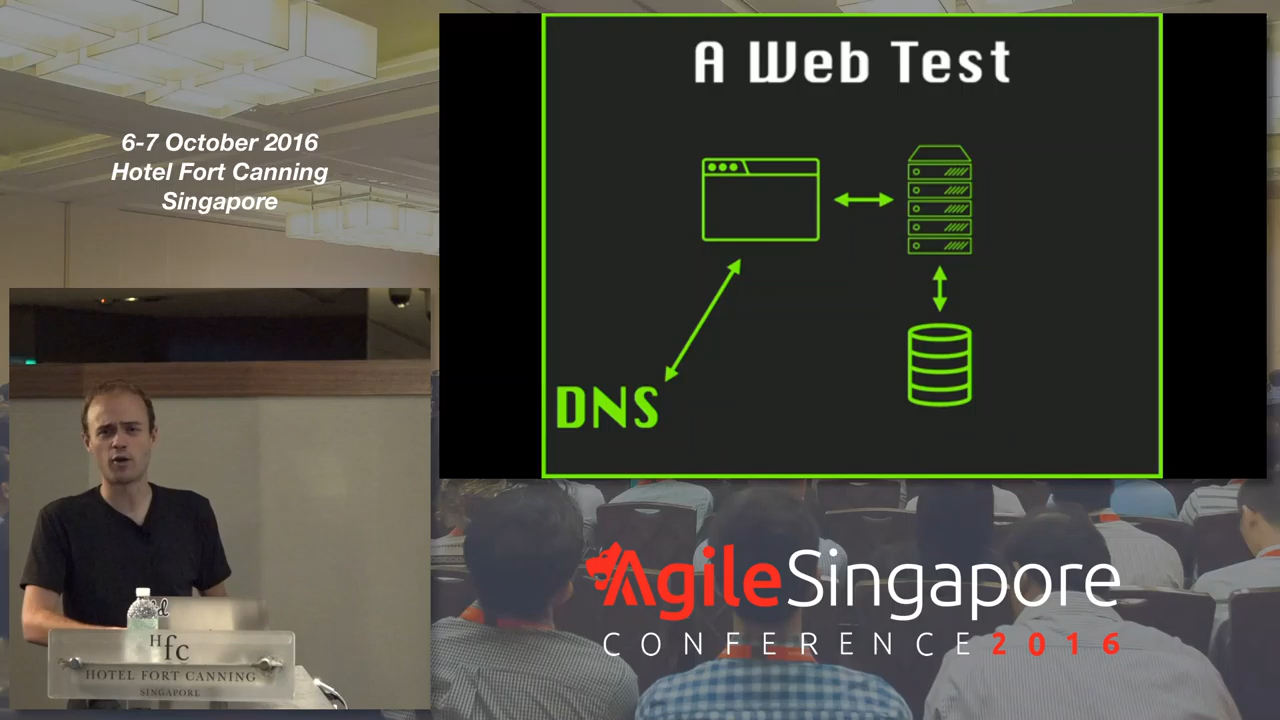 6-7 October 2016
Hotel Fort Canning
Singapore
A Web Test
DNS
hfc
HOTEL FORT CANNING
SINGAPORE
AgileSingapore
CONFERENCE 2016